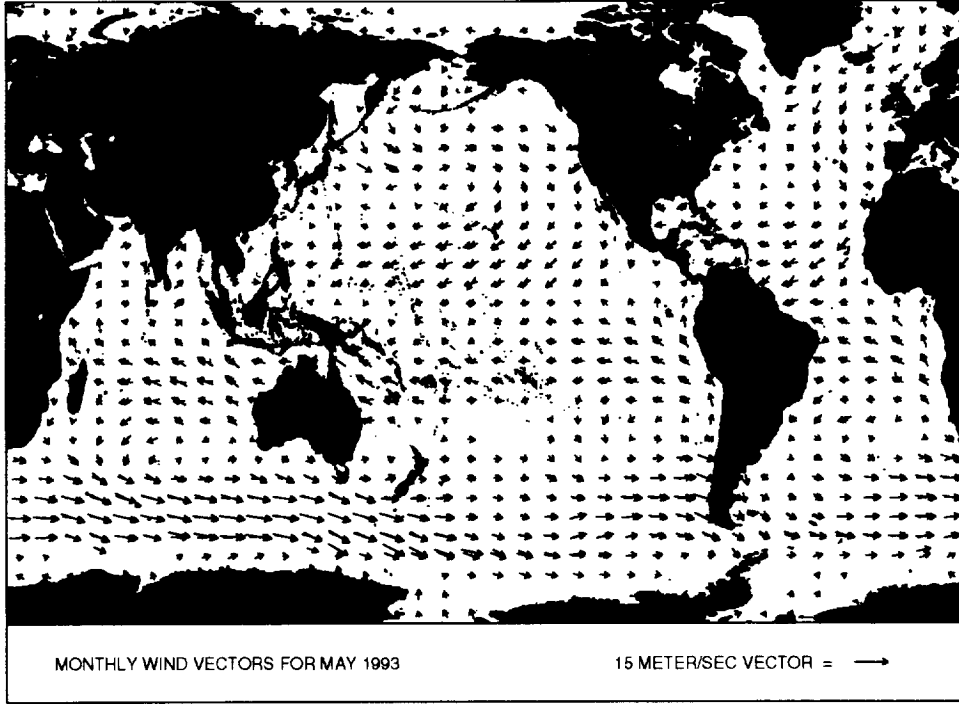 MONTHLY WIND VECTORS FOR MAY 1993
15 METER/SEC VECTOR =